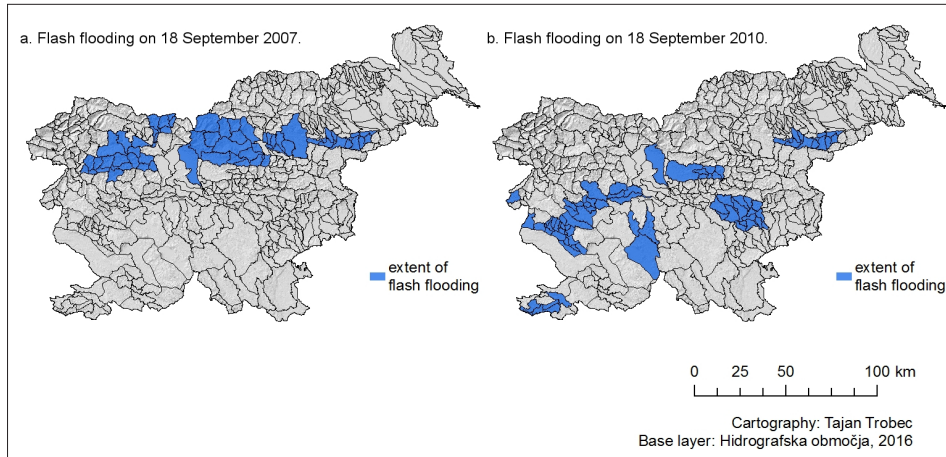 a. Flash flooding on 18 September 2007.
b. Flash flooding on 18 September 2010.
extent of
flash flooding
extent of
flash flooding
0 25 50 100 km
Cartography: Tajan Trobec
Base layer: Hidrografska območja, 2016